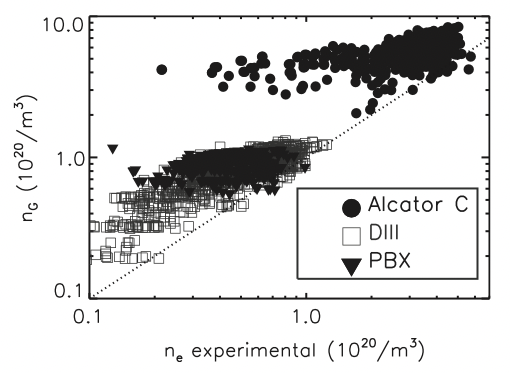 10.0
1.0
0.1
n_G (10^20/m^3)
Alcator C
DIII
PBX
0.1
1.0
n_e experimental (10^20/m^3)